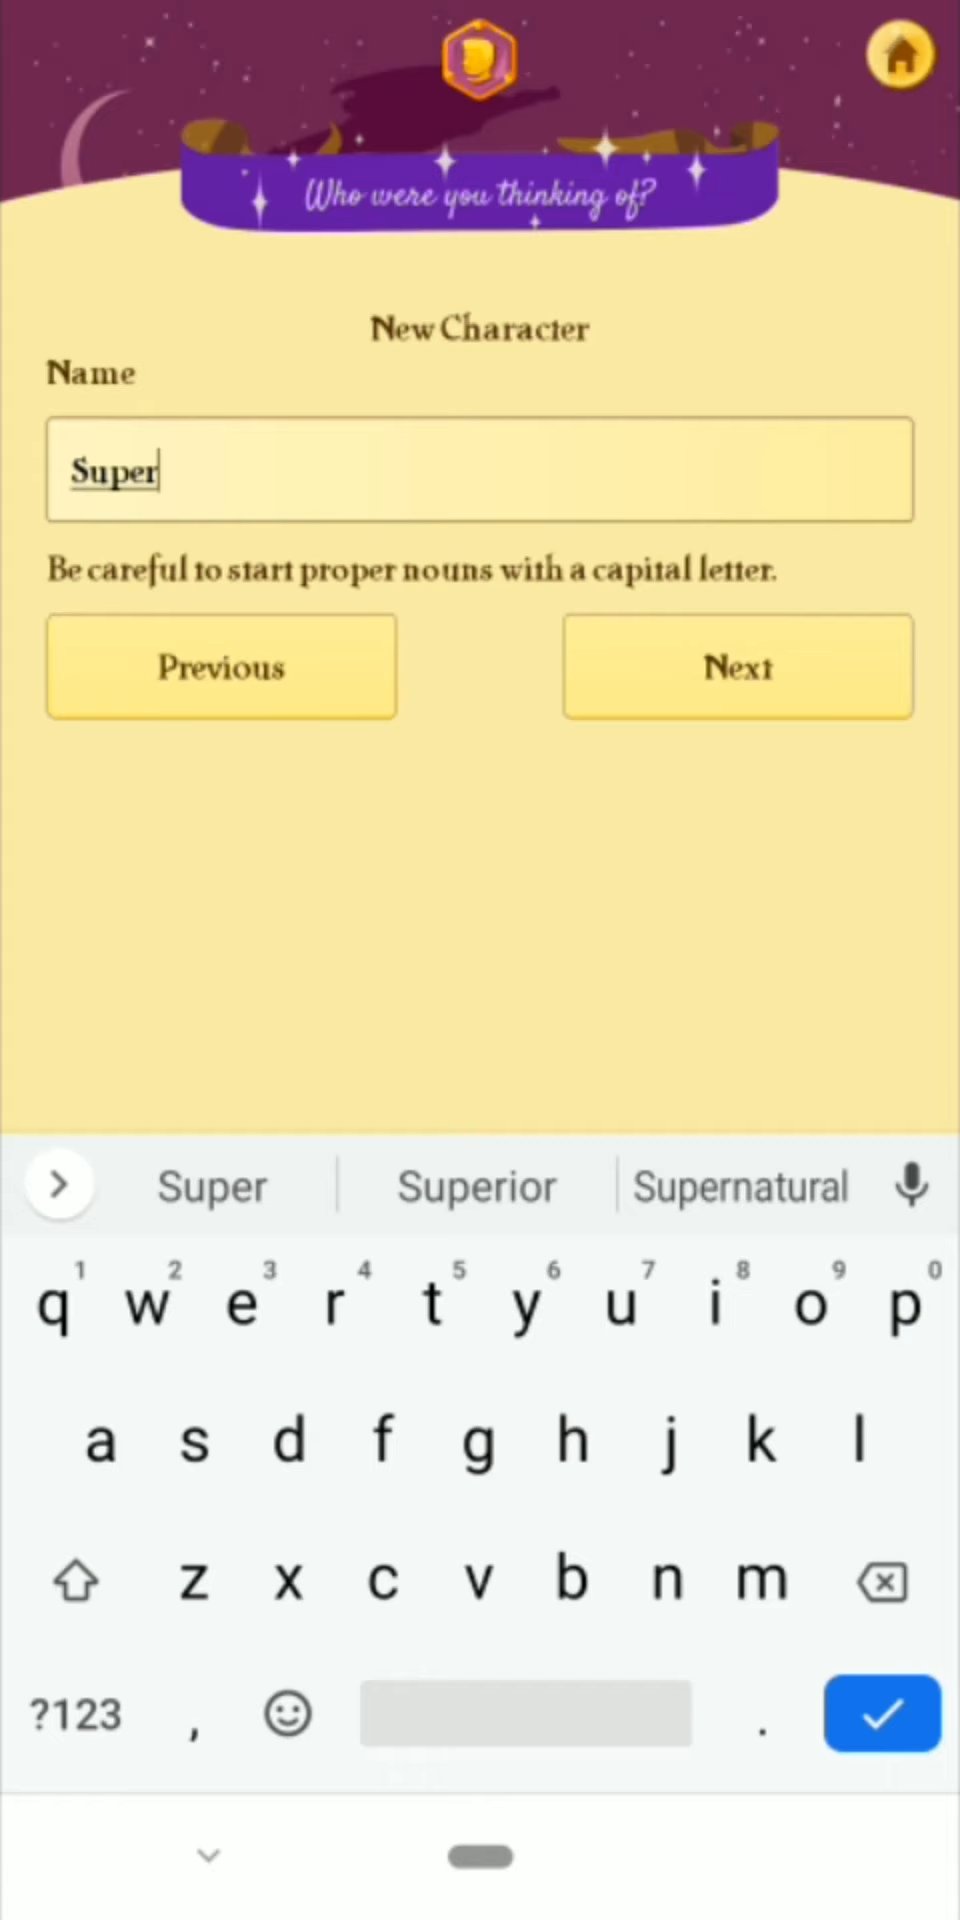 Who were you thinking of?
New Character
Name
Super
Be careful to start proper nouns with a capital letter.
Previous Next
Super Superior Supernatural
1 2 3 4 5 6 7 8 9 0
q w e r t y u i o p
a s d f g h j k l
z x c v b n m
?123 , .